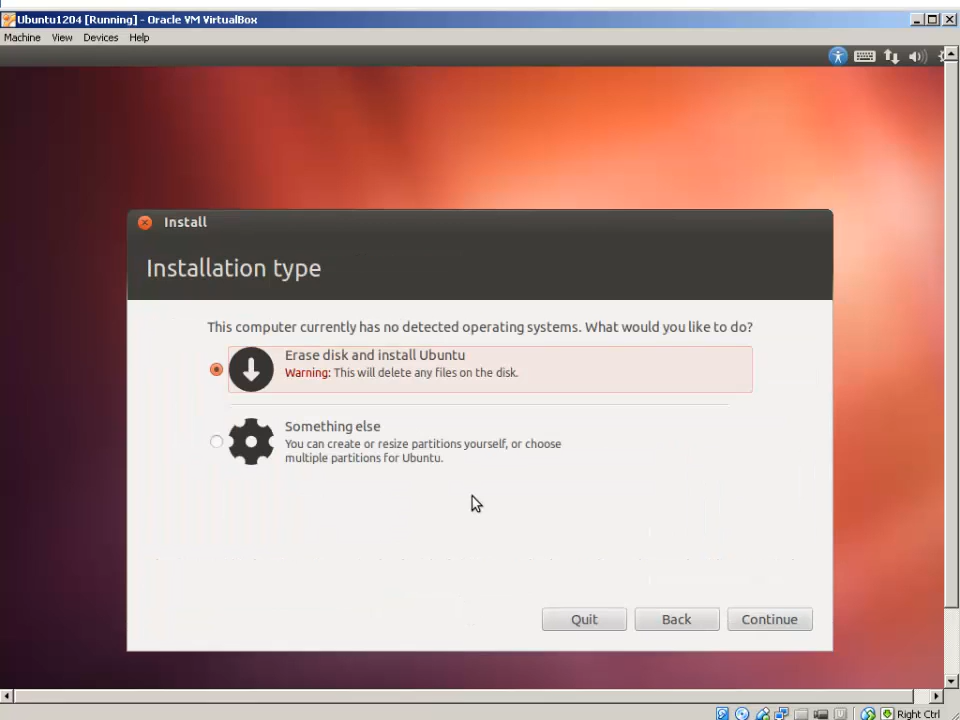 Ubuntu1204 [Running] - Oracle VM VirtualBox
Machine View Devices Help
Install
Installation type
This computer currently has no detected operating systems. What would you like to do?
Erase disk and install Ubuntu
Warning: This will delete any files on the disk.
Something else
You can create or resize partitions yourself, or choose
multiple partitions for Ubuntu.
Quit Back Continue
Right Ctrl